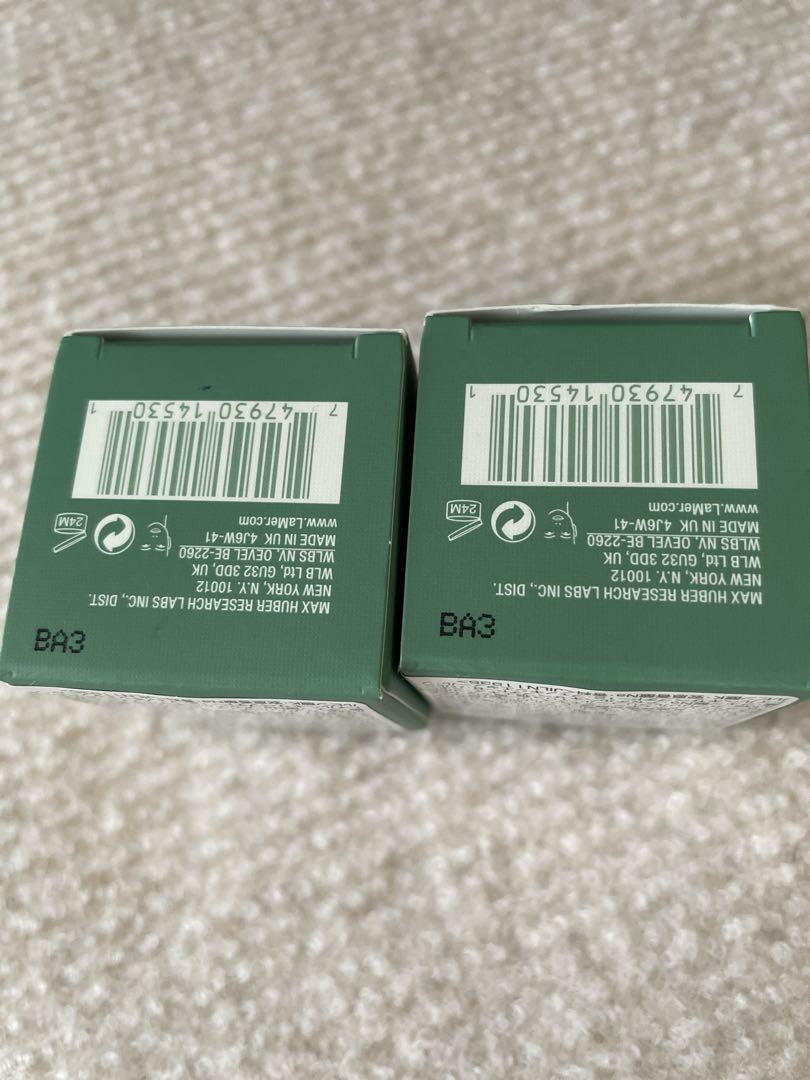 7 47930 14530 1
www.LaMer.com
MADE IN UK 4J6W-41
WLBS NV. OEVEL BE-2260
WLB Ltd, GU32 3DD, UK
NEW YORK, N.Y. 10012
MAX HUBER RESEARCH LABS INC., DIST.
24M
BA3
7 47930 14530 1
www.LaMer.com
MADE IN UK 4J6W-41
WLBS NV. OEVEL BE-2260
WLB Ltd, GU32 3DD, UK
NEW YORK, N.Y. 10012
MAX HUBER RESEARCH LABS INC., DIST.
24M
BA3